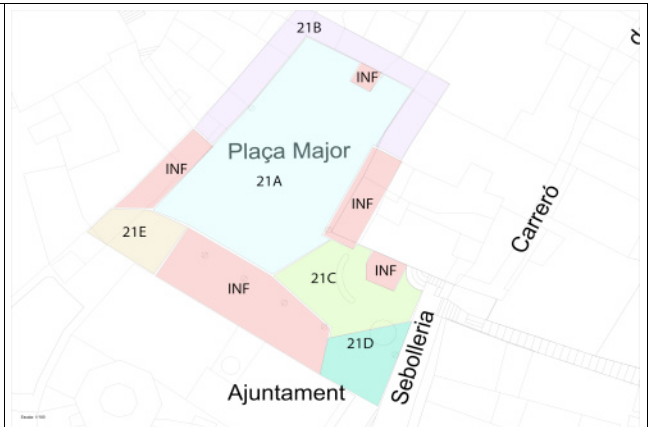 21B
INF
Plaça Major
21A
INF
INF
Carreró
21E
21C
INF
INF
21D
Sebolleria
Ajuntament